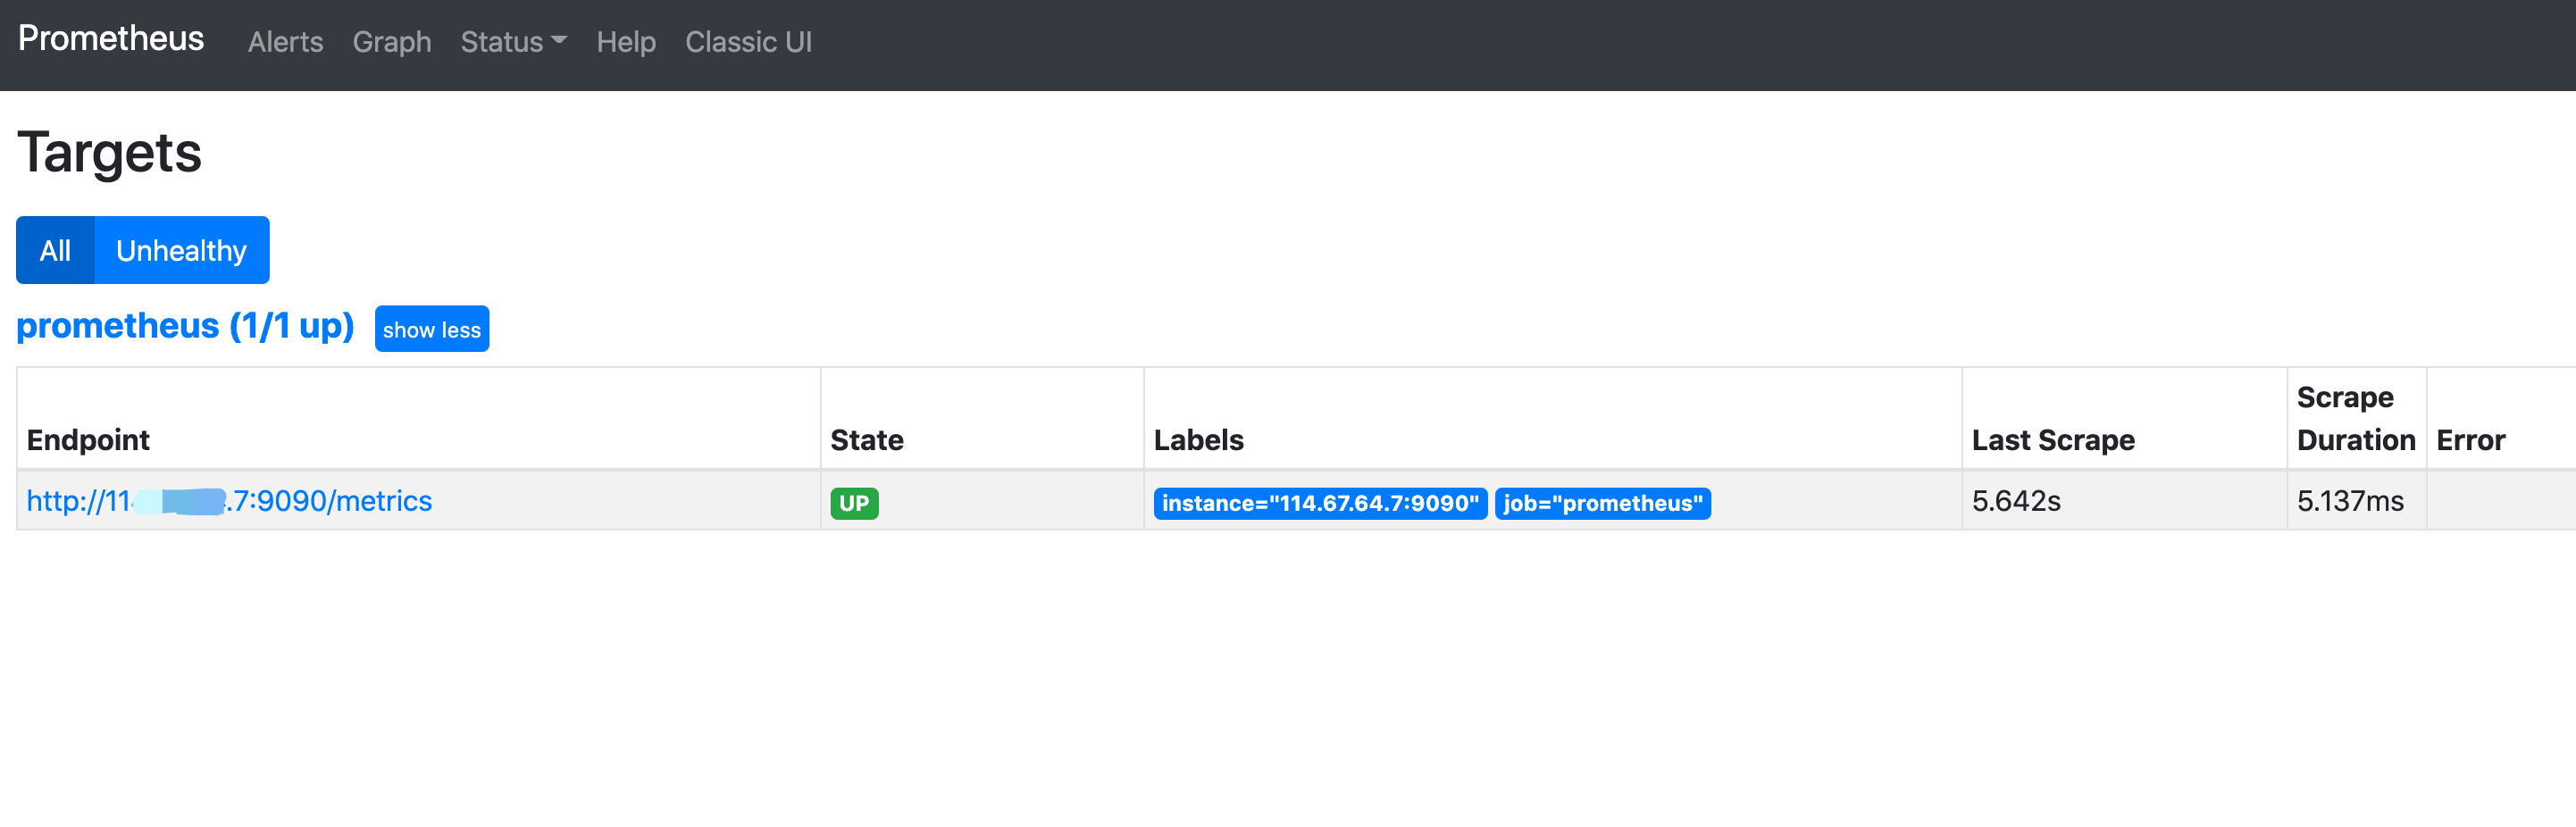 Prometheus Alerts Graph Status Help Classic UI
Targets
All Unhealthy
prometheus (1/1 up) show less
Endpoint State Labels Last Scrape Scrape Duration Error
http://11 .7:9090/metrics UP instance="114.67.64.7:9090" job="prometheus" 5.642s 5.137ms